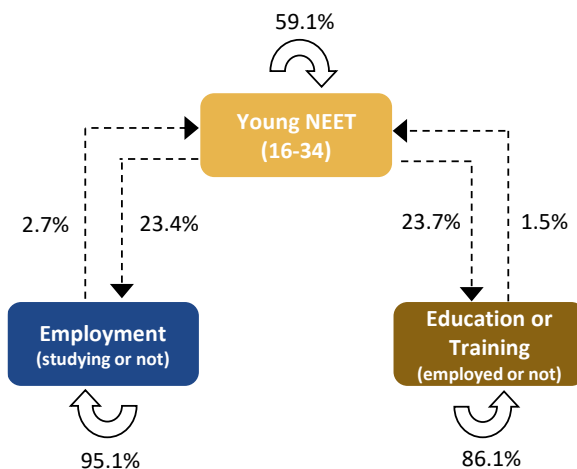 59.1%
Young NEET
(16-34)
2.7%
23.4%
23.7%
1.5%
Employment
(studying or not)
Education or
Training
(employed or not)
95.1%
86.1%